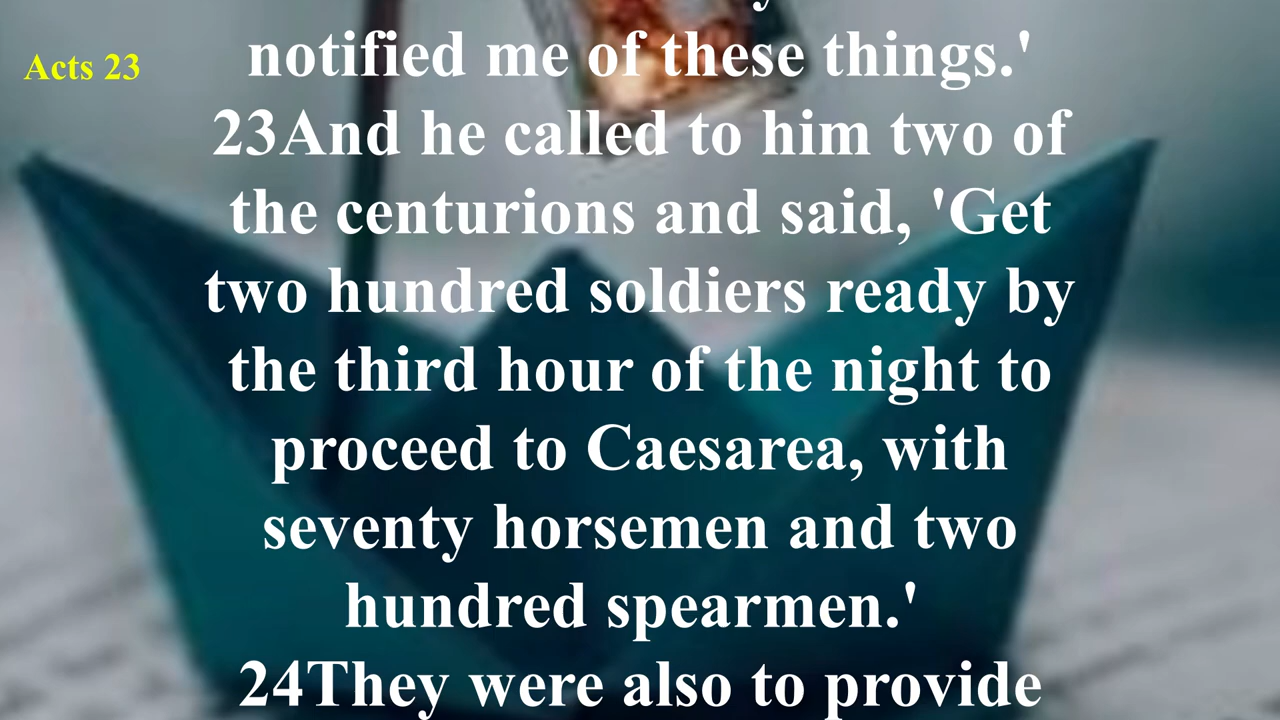 Acts 23
notified me of these things.'
23And he called to him two of
the centurions and said, 'Get
two hundred soldiers ready by
the third hour of the night to
proceed to Caesarea, with
seventy horsemen and two
hundred spearmen.'
24They were also to provide